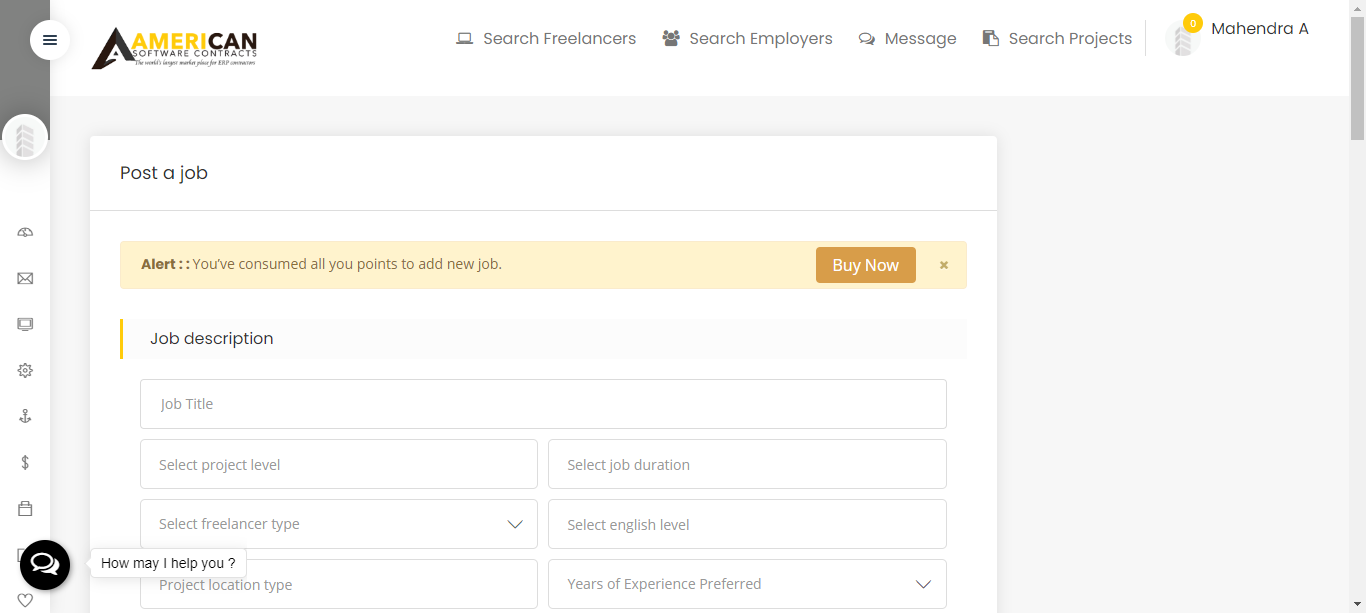 AMERICAN
SOFTWARE CONTRACTS
The world's largest market place for ERP contractors
Search Freelancers
Search Employers
Message
Search Projects
0
Mahendra A
Post a job
Alert : : You've consumed all you points to add new job.
Buy Now
×
Job description
Job Title
Select project level
Select job duration
Select freelancer type
Select english level
How may I help you ?
Project location type
Years of Experience Preferred